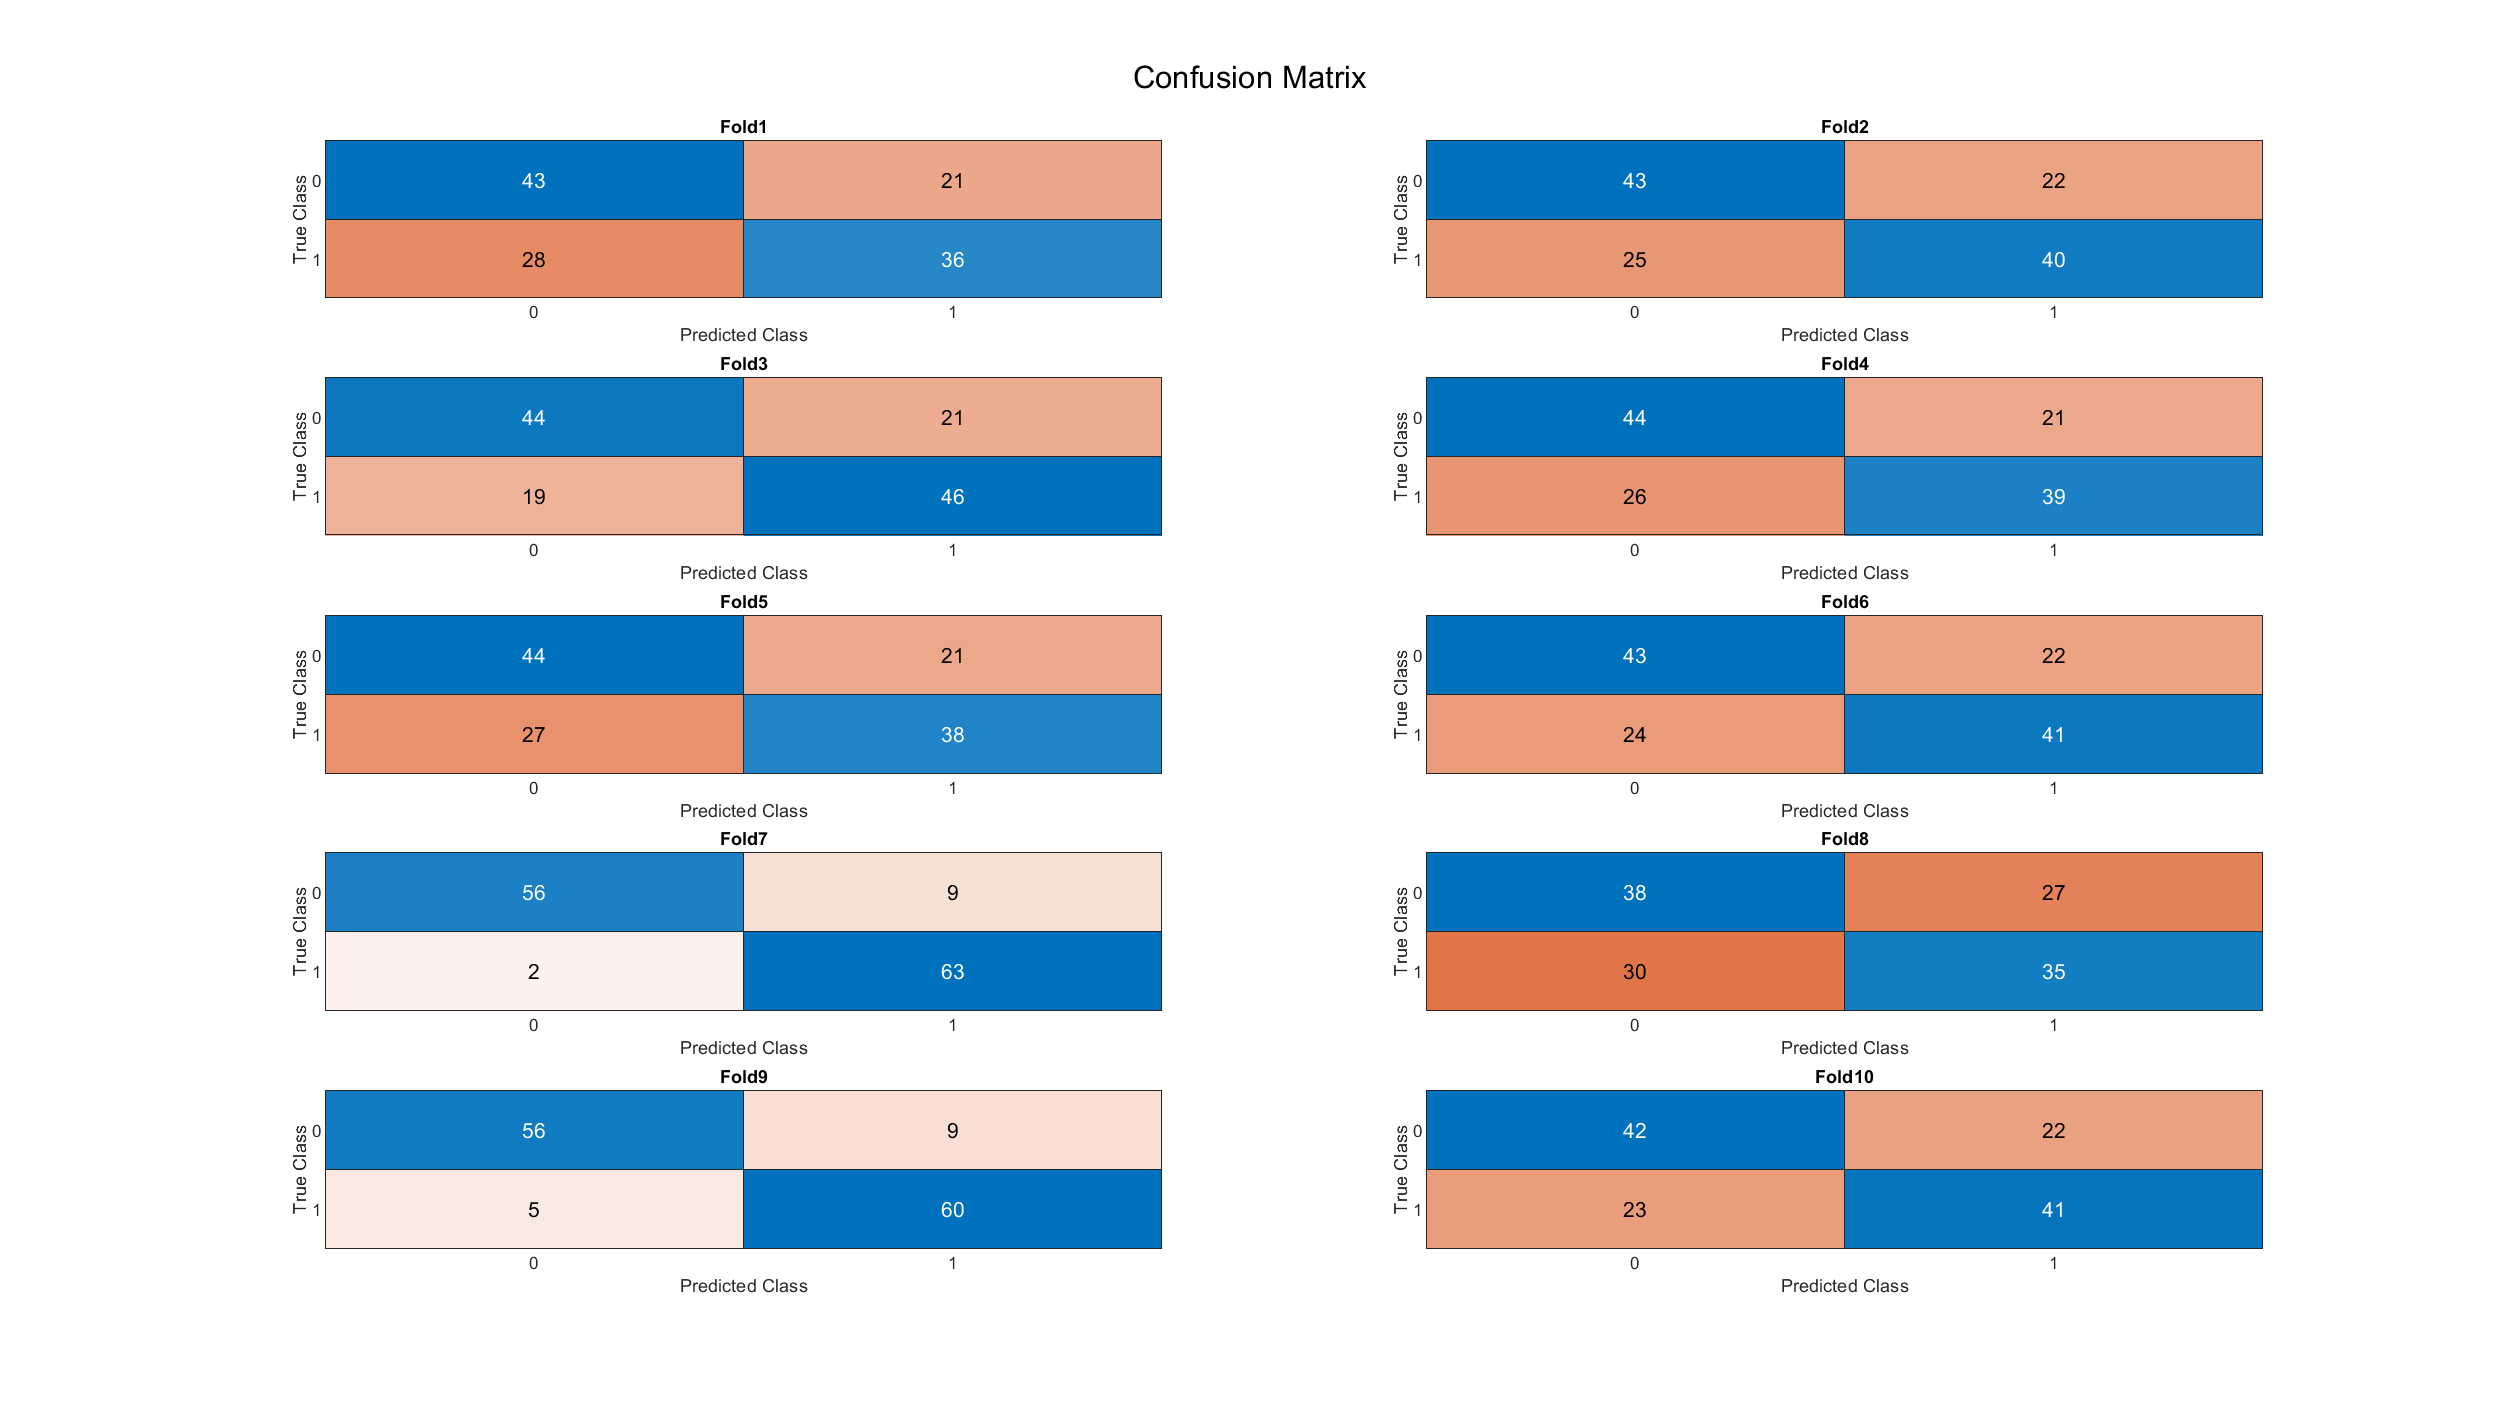 Confusion Matrix
Fold1
True Class
0 43 21
1 28 36
0 1
Predicted Class
Fold2
True Class
0 43 22
1 25 40
0 1
Predicted Class
Fold3
True Class
0 44 21
1 19 46
0 1
Predicted Class
Fold4
True Class
0 44 21
1 26 39
0 1
Predicted Class
Fold5
True Class
0 44 21
1 27 38
0 1
Predicted Class
Fold6
True Class
0 43 22
1 24 41
0 1
Predicted Class
Fold7
True Class
0 56 9
1 2 63
0 1
Predicted Class
Fold8
True Class
0 38 27
1 30 35
0 1
Predicted Class
Fold9
True Class
0 56 9
1 5 60
0 1
Predicted Class
Fold10
True Class
0 42 22
1 23 41
0 1
Predicted Class